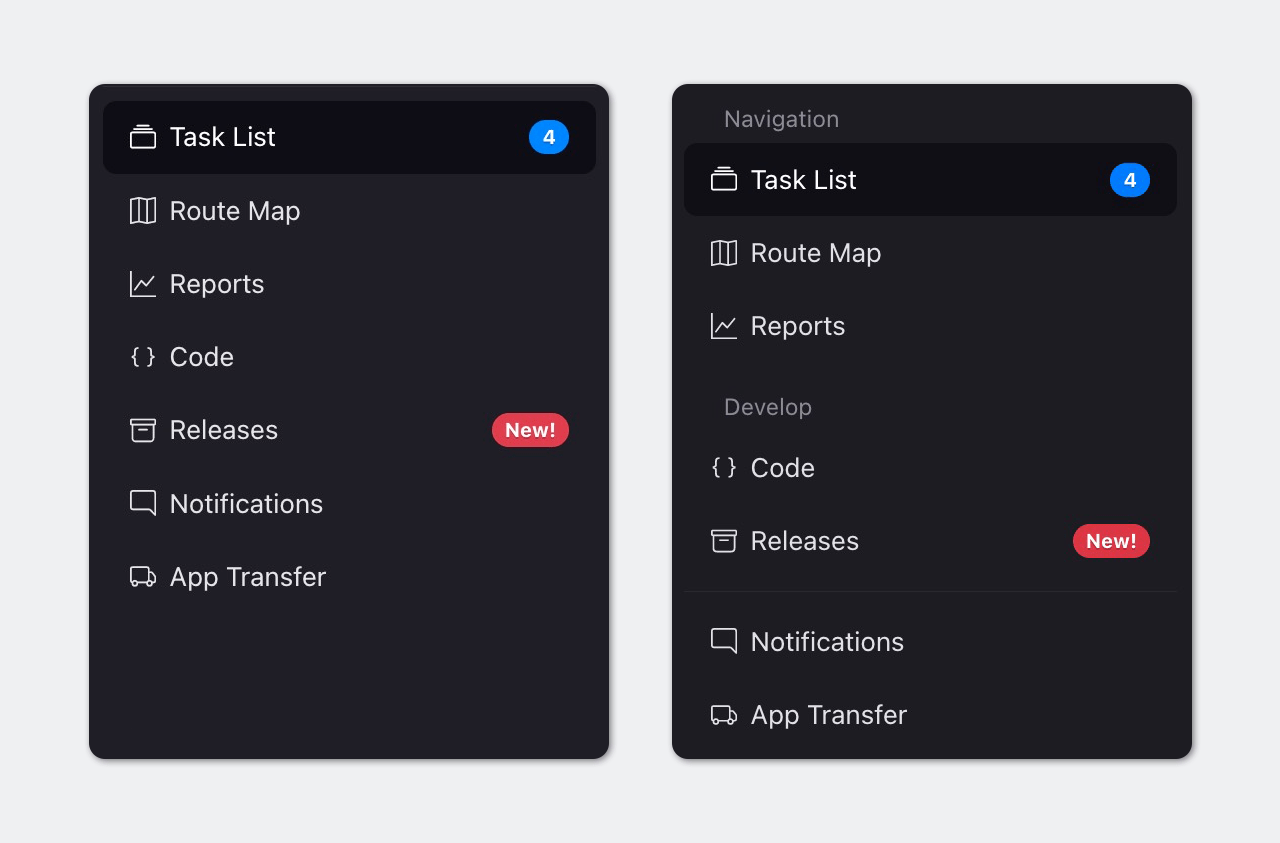 Task List 4
Route Map
Reports
Code
Releases New!
Notifications
App Transfer
Navigation
Task List 4
Route Map
Reports
Develop
Code
Releases New!
Notifications
App Transfer